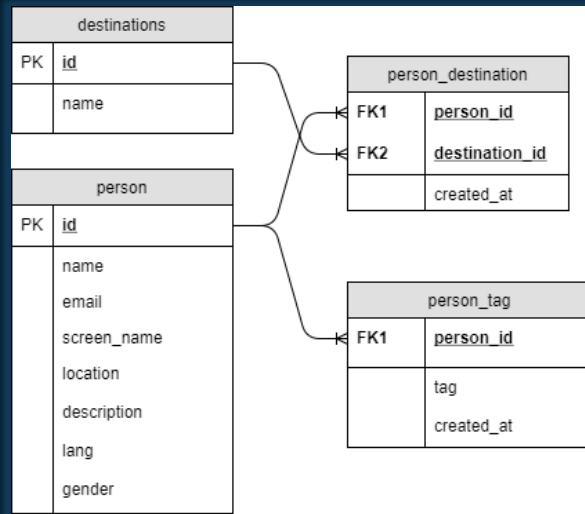 destinations
PK id
name
person
PK id
name
email
screen_name
location
description
lang
gender
person_destination
FK1 person_id
FK2 destination_id
created_at
person_tag
FK1 person_id
tag
created_at